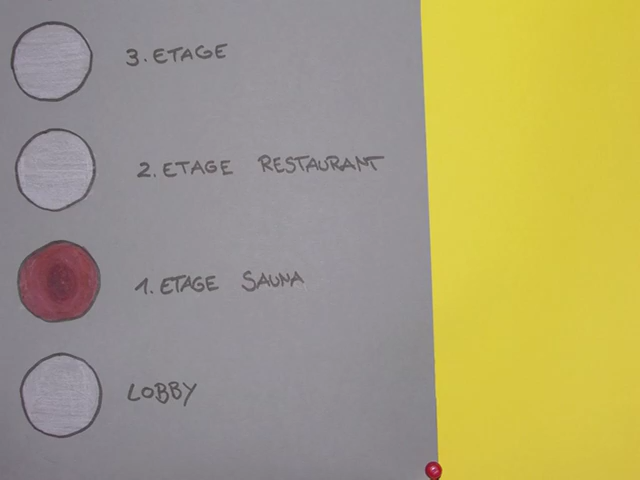 3. ETAGE
2. ETAGE RESTAURANT
1. ETAGE SAUNA
LOBBY